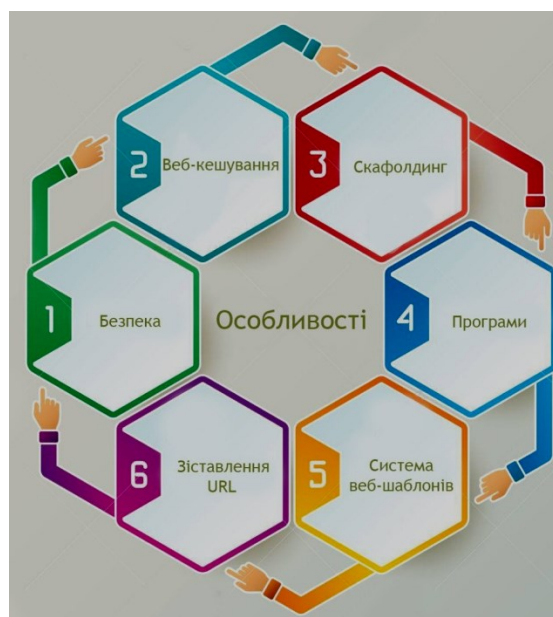 1
Безпека
2
Веб-кешування
3
Скафолдинг
4
Програми
5
Система
веб-шаблонів
6
Зіставлення
URL
Особливості